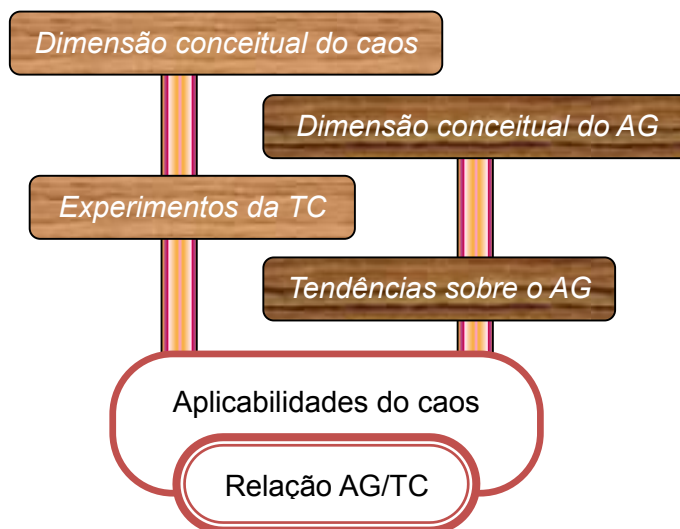 Dimensão conceitual do caos
Dimensão conceitual do AG
Experimentos da TC
Tendências sobre o AG
Aplicabilidades do caos
Relação AG/TC